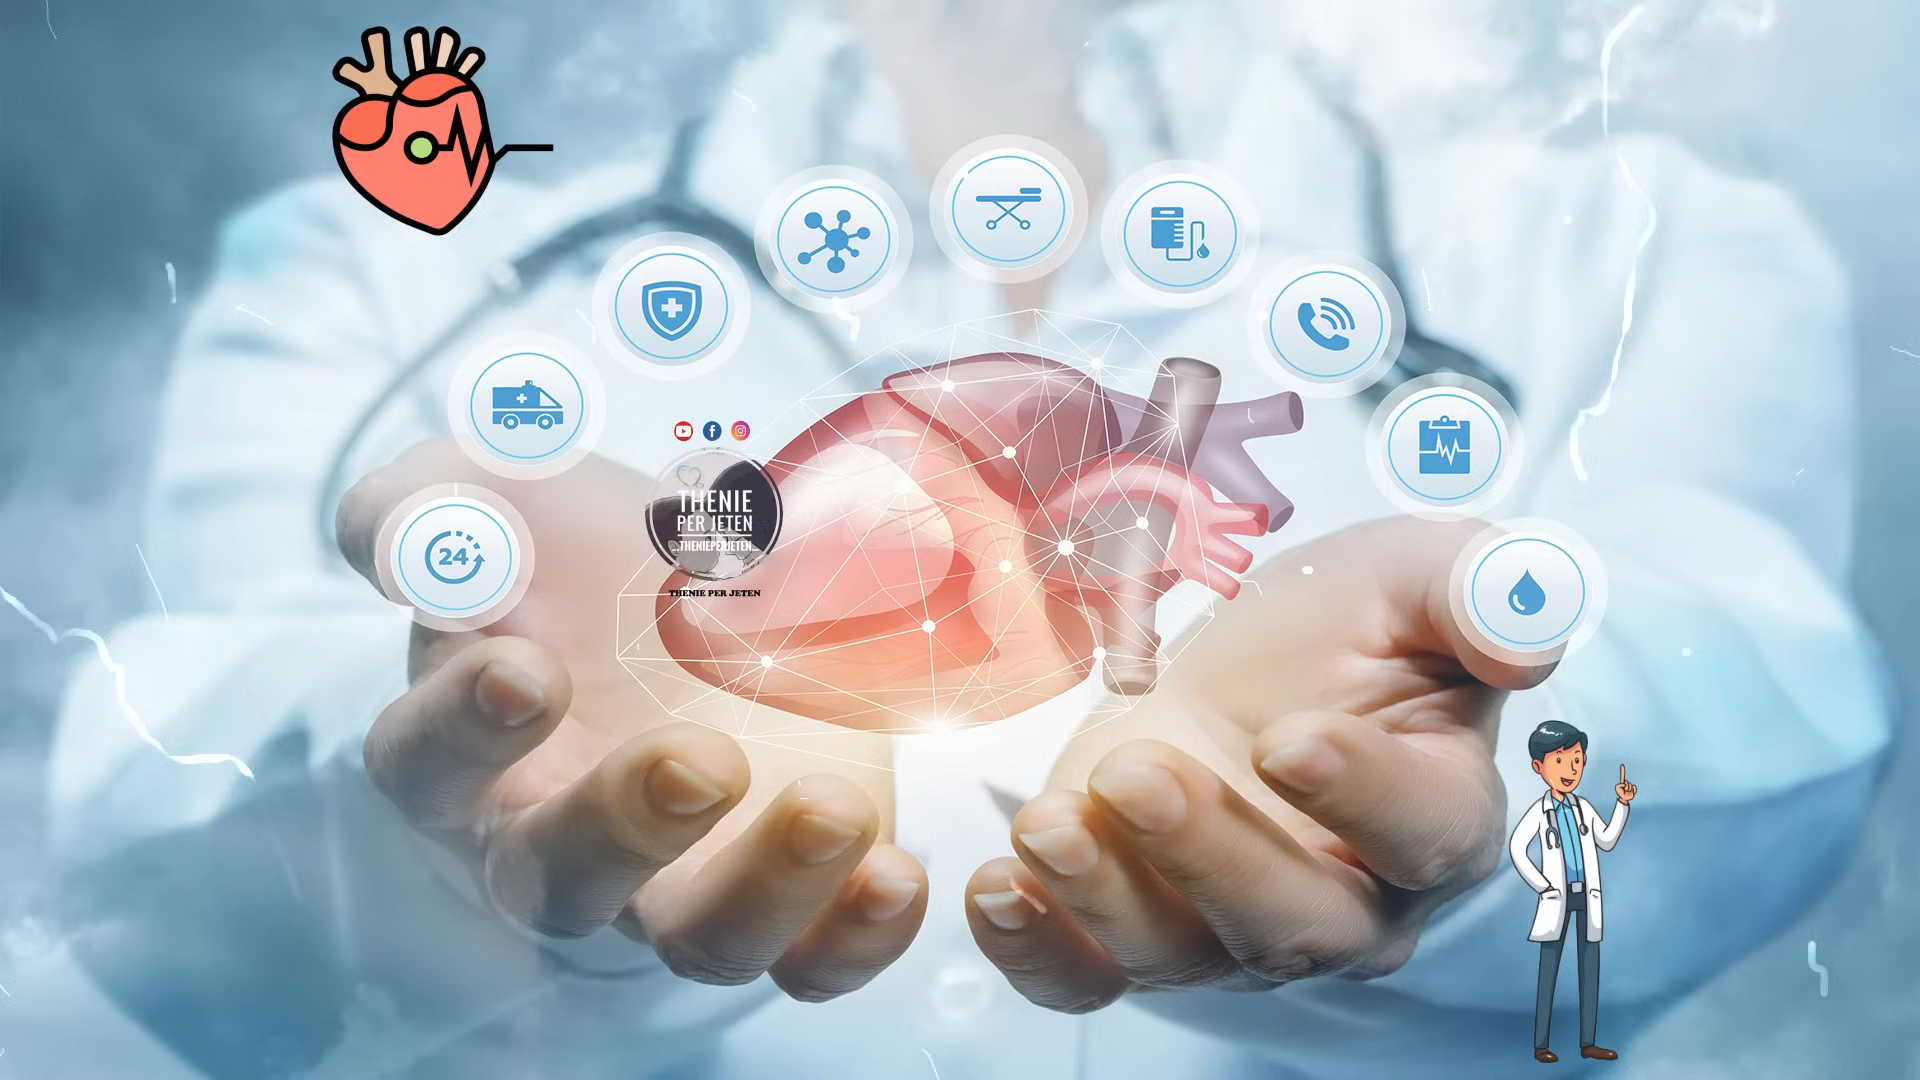 24
THENIE
PER JETEN
THENIEPERJETEN
THENIE PER JETEN